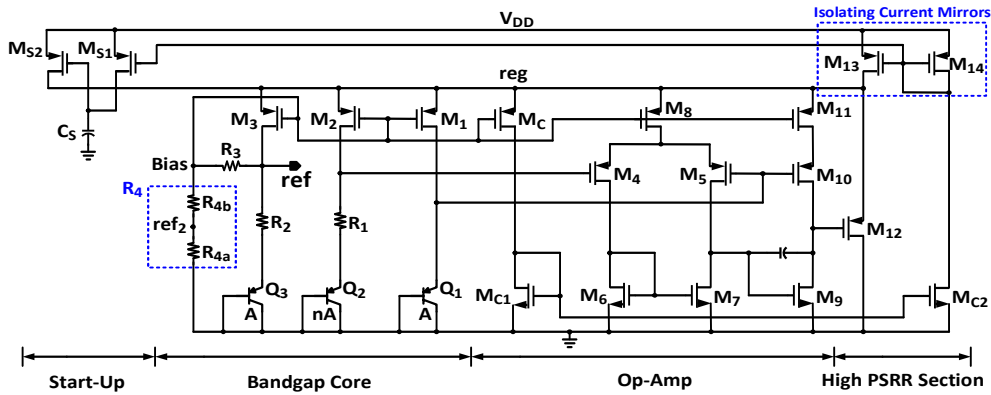 Isolating Current Mirrors
V_DD
M_S2
M_S1
M_13
M_14
reg
M_3
M_2
M_1
M_C
M_8
M_11
C_S
Bias
R_3
ref
M_4
M_5
M_10
R_4
R_4b
ref_2
R_4a
R_2
R_1
M_12
Q_3
Q_2
Q_1
A
nA
A
M_C1
M_6
M_7
M_9
M_C2
Start-Up
Bandgap Core
Op-Amp
High PSRR Section